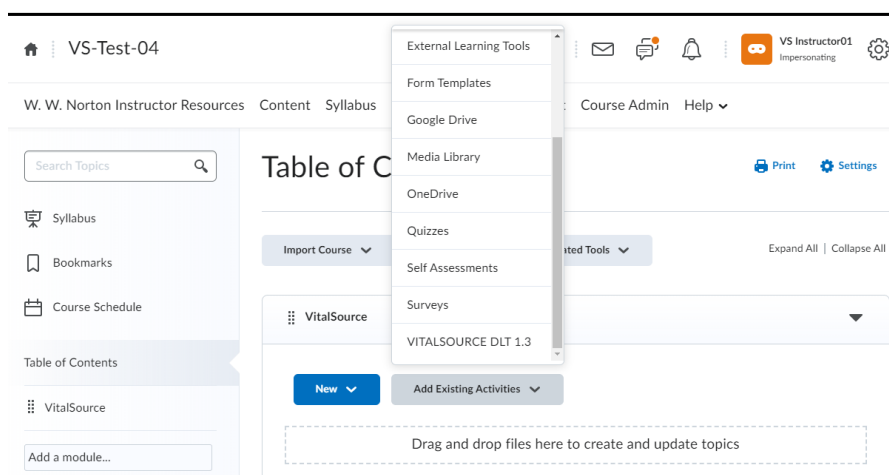 VS-Test-04
VS Instructor01
Impersonating
W. W. Norton Instructor Resources Content Syllabus Course Admin Help
Search Topics
Syllabus
Bookmarks
Course Schedule
Table of Contents
VitalSource
Add a module...
Table of C
Print Settings
Import Course
ated Tools
Expand All | Collapse All
VitalSource
New
Add Existing Activities
Drag and drop files here to create and update topics
External Learning Tools
Form Templates
Google Drive
Media Library
OneDrive
Quizzes
Self Assessments
Surveys
VITALSOURCE DLT 1.3